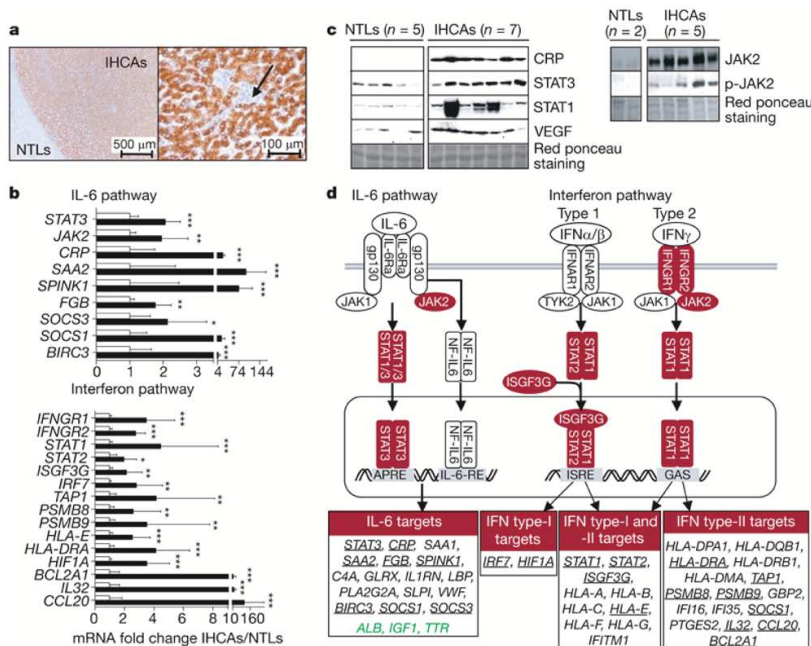 a
IHCAs
500 µm
NTLs
100 µm
b
IL-6 pathway
STAT3
JAK2
CRP
SAA2
SPINK1
FGB
SOCS3
SOCS1
BIRC3
0 1 2 3 4 74 144
Interferon pathway
IFNGR1
IFNGR2
STAT1
STAT2
ISGF3G
IRF7
TAP1
PSMB8
PSMB9
HLA-E
HLA-DRA
HIF1A
BCL2A1
IL32
CCL20
0 2 4 6 8 10 160
mRNA fold change IHCAs/NTLs
c
NTLs (n = 5) IHCAs (n = 7)
CRP
STAT3
STAT1
VEGF
Red ponceau
staining
NTLs
(n = 2)
IHCAs
(n = 5)
JAK2
p-JAK2
Red ponceau
staining
d
IL-6 pathway
IL-6
gp130
IL-6Ra
IL-6Ra
gp130
JAK1
JAK2
STAT1/3
STAT1/3
NF-IL6
NF-IL6
STAT3
STAT3
NF-IL6
NF-IL6
APRE
IL-6-RE
Interferon pathway
Type 1
IFNα/β
IFNAR1
IFNAR2
TYK2
JAK1
STAT2
STAT1
ISGF3G
ISGF3G
STAT2
STAT1
ISRE
Type 2
IFNγ
IFNGR1
IFNGR2
JAK1
JAK2
STAT1
STAT1
STAT1
STAT1
GAS
IL-6 targets
STAT3, CRP, SAA1,
SAA2, FGB, SPINK1,
C4A, GLRX, IL1RN, LBP,
PLA2G2A, SLPI, VWF,
BIRC3, SOCS1, SOCS3
ALB, IGF1, TTR
IFN type-I
targets
IRF7, HIF1A
IFN type-I and
-II targets
STAT1, STAT2,
ISGF3G,
HLA-A, HLA-B,
HLA-C, HLA-E,
HLA-F, HLA-G,
IFITM1
IFN type-II targets
HLA-DPA1, HLA-DQB1,
HLA-DRA, HLA-DRB1,
HLA-DMA, TAP1,
PSMB8, PSMB9, GBP2,
IFI16, IFI35, SOCS1,
PTGES2, IL32, CCL20,
BCL2A1